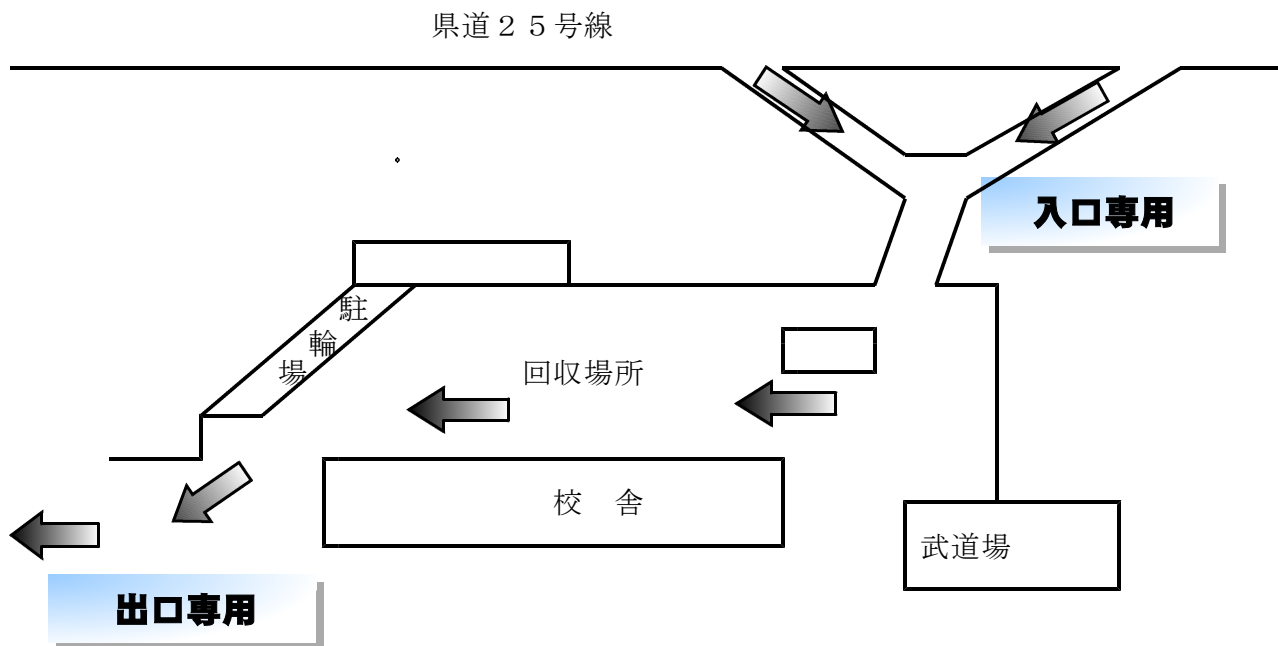 県道２５号線
入口専用
駐輪場
回収場所
校　舎
武道場
出口専用